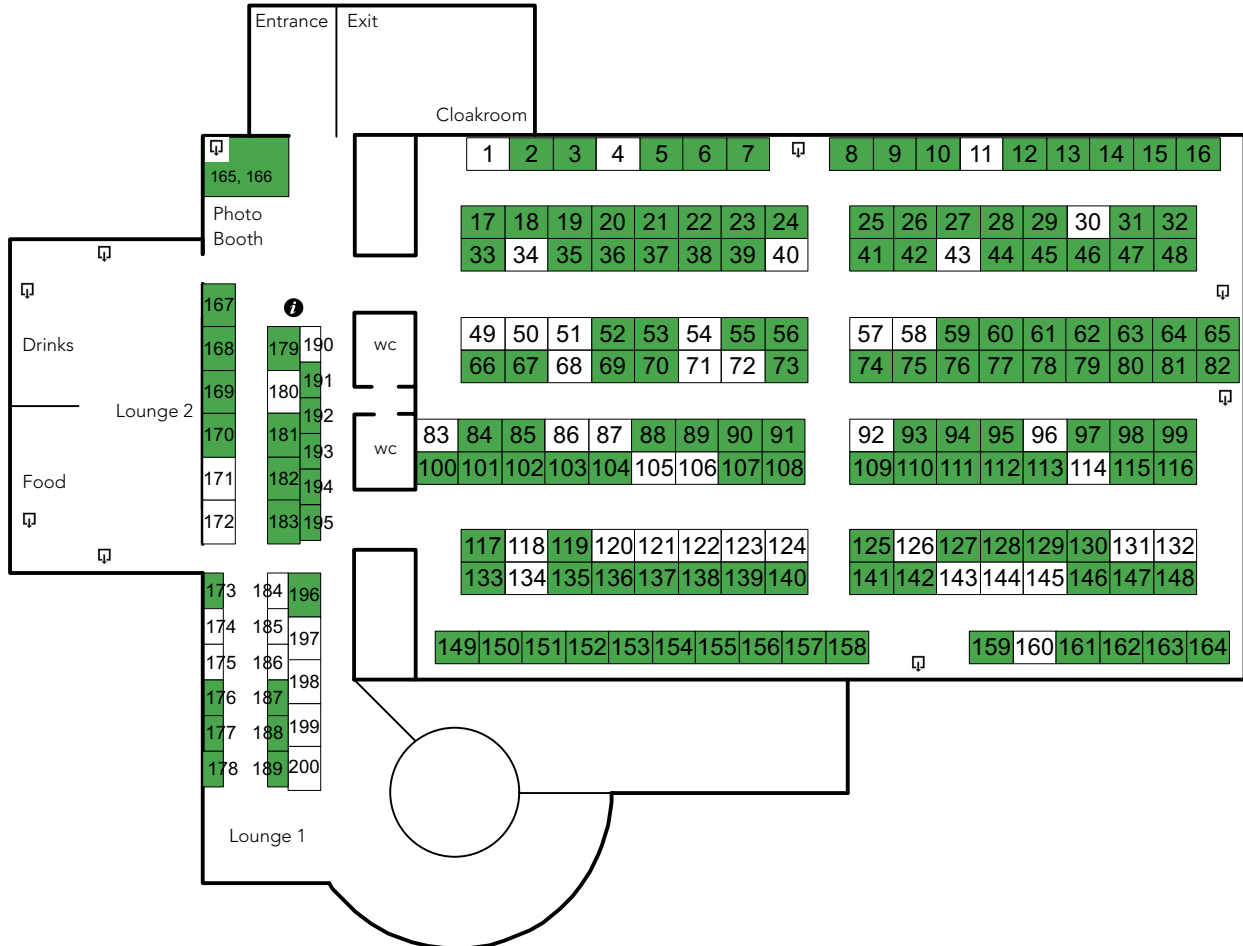 Entrance Exit
Cloakroom
1 2 3 4 5 6 7 8 9 10 11 12 13 14 15 16
165, 166
Photo
Booth
17 18 19 20 21 22 23 24 25 26 27 28 29 30 31 32
33 34 35 36 37 38 39 40 41 42 43 44 45 46 47 48
49 50 51 52 53 54 55 56 57 58 59 60 61 62 63 64 65
66 67 68 69 70 71 72 73 74 75 76 77 78 79 80 81 82
83 84 85 86 87 88 89 90 91 92 93 94 95 96 97 98 99
100 101 102 103 104 105 106 107 108 109 110 111 112 113 114 115 116
117 118 119 120 121 122 123 124 125 126 127 128 129 130 131 132
133 134 135 136 137 138 139 140 141 142 143 144 145 146 147 148
149 150 151 152 153 154 155 156 157 158 159 160 161 162 163 164
wc
wc
i
Drinks
Lounge 2
Food
167
168
169
170
171
172
179
180
181
182
183
190
191
192
193
194
195
173
174
175
176
177
178
184
185
186
187
188
189
196
197
198
199
200
Lounge 1